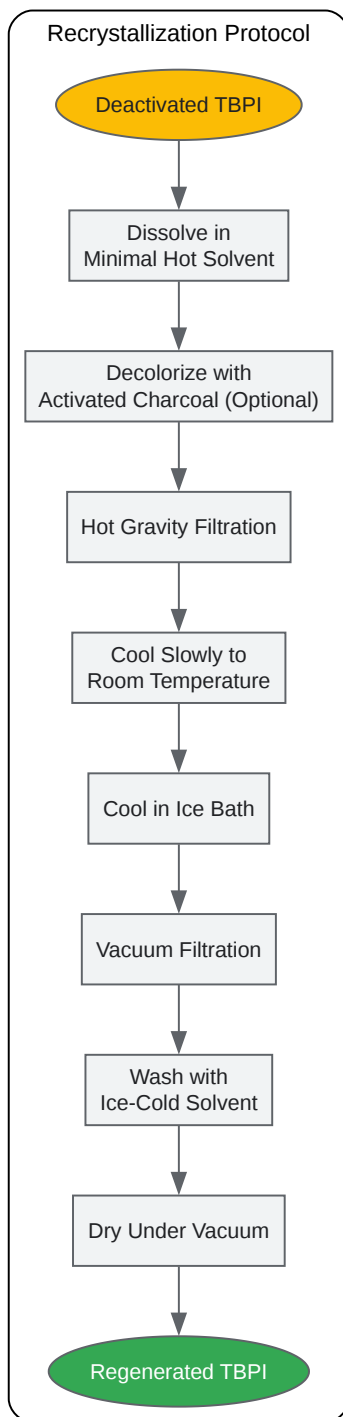 Recrystallization Protocol
Deactivated TBPI
Dissolve in
Minimal Hot Solvent
Decolorize with
Activated Charcoal (Optional)
Hot Gravity Filtration
Cool Slowly to
Room Temperature
Cool in Ice Bath
Vacuum Filtration
Wash with
Ice-Cold Solvent
Dry Under Vacuum
Regenerated TBPI